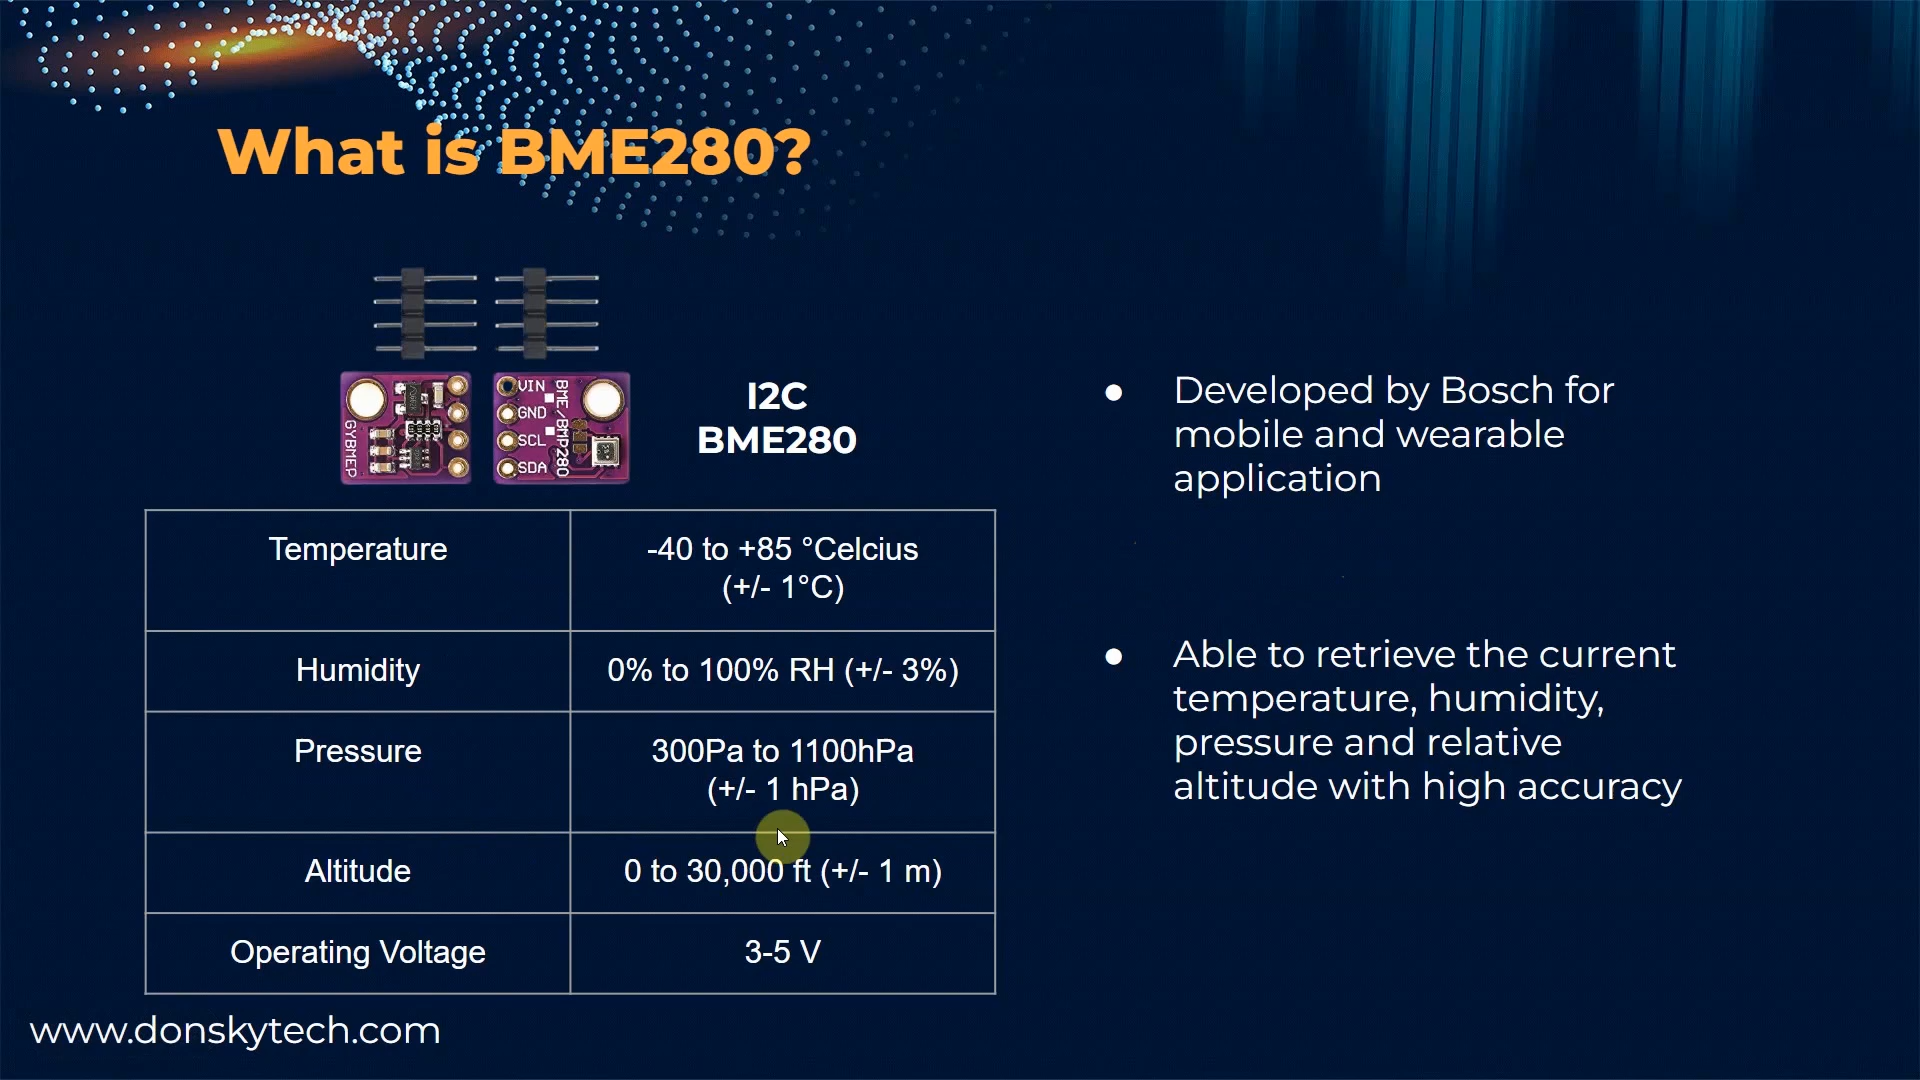 What is BME280?
GYBMEP
VIN
GND
SCL
SDA
BME/BMP280
I2C
BME280
Temperature
-40 to +85 °Celcius
(+/- 1°C)
Humidity
0% to 100% RH (+/- 3%)
Pressure
300Pa to 1100hPa
(+/- 1 hPa)
Altitude
0 to 30,000 ft (+/- 1 m)
Operating Voltage
3-5 V
● Developed by Bosch for
mobile and wearable
application
● Able to retrieve the current
temperature, humidity,
pressure and relative
altitude with high accuracy
www.donskytech.com